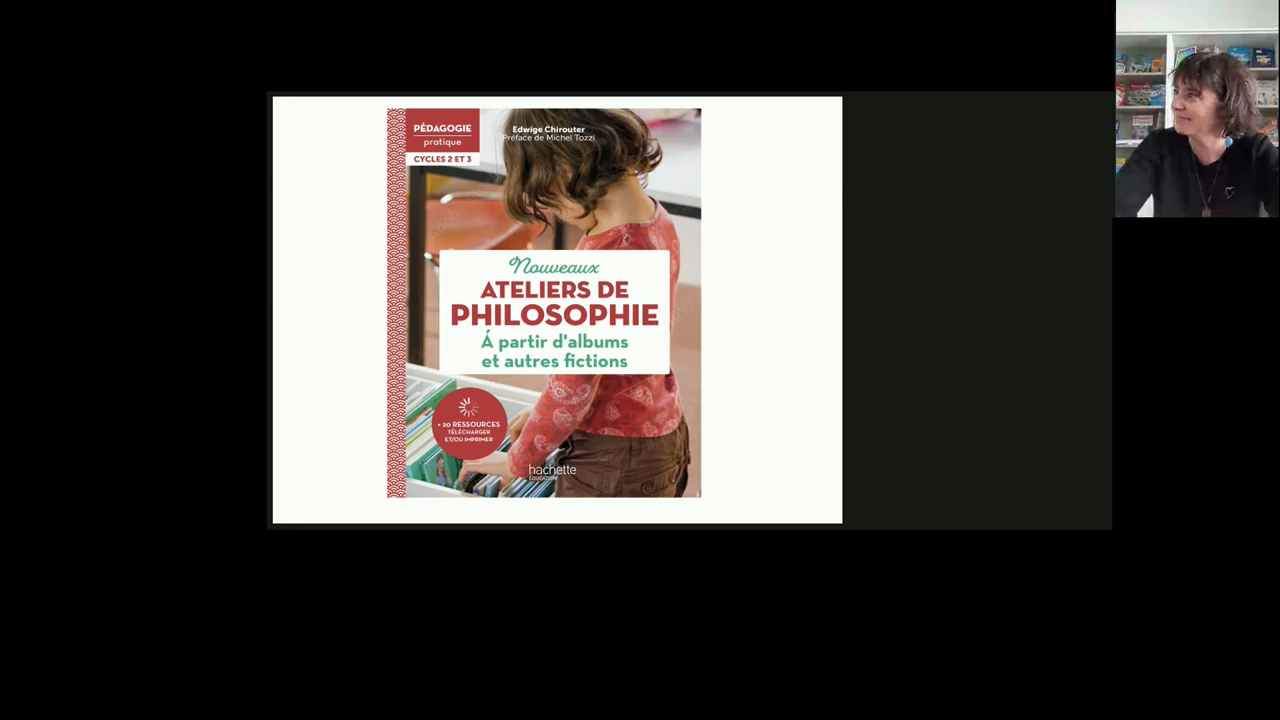 PÉDAGOGIE
pratique
CYCLES 2 ET 3
Edwige Chirouter
Préface de Michel Tozzi
Nouveaux
ATELIERS DE
PHILOSOPHIE
Á partir d'albums
et autres fictions
+ 20 RESSOURCES
TÉLÉCHARGER
ET/OU IMPRIMER
hachette
ÉDUCATION